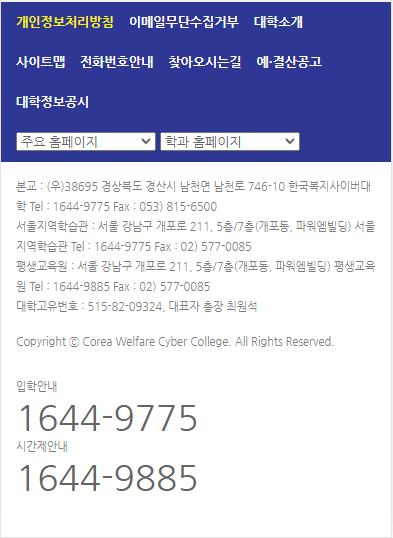 개인정보처리방침 이메일무단수집거부 대학소개
사이트맵 전화번호안내 찾아오시는길 예·결산공고
대학정보공시
주요 홈페이지 학과 홈페이지
본교 : (우)38695 경상북도 경산시 남천면 남천로 746-10 한국복지사이버대
학 Tel : 1644-9775 Fax : 053) 815-6500
서울지역학습관 : 서울 강남구 개포로 211, 5층/7층(개포동, 파워엠빌딩) 서울
지역학습관 Tel : 1644-9775 Fax : 02) 577-0085
평생교육원 : 서울 강남구 개포로 211, 5층/7층(개포동, 파워엠빌딩) 평생교육
원 Tel : 1644-9885 Fax : 02) 577-0085
대학고유번호 : 515-82-09324, 대표자 총장 최원석
Copyright ⓒ Corea Welfare Cyber College. All Rights Reserved.
입학안내
1644-9775
시간제안내
1644-9885